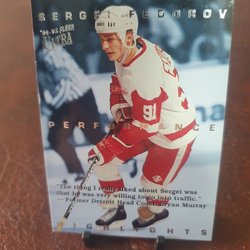 SERGEI FEDOROV
'94-'95 FLEER
ULTRA
91
PERFORMANCE
"The thing I really liked about Sergei was
that he was very willing to go into traffic."
—Former Detroit Head Coach Bryan Murray
HIGHLIGHTS